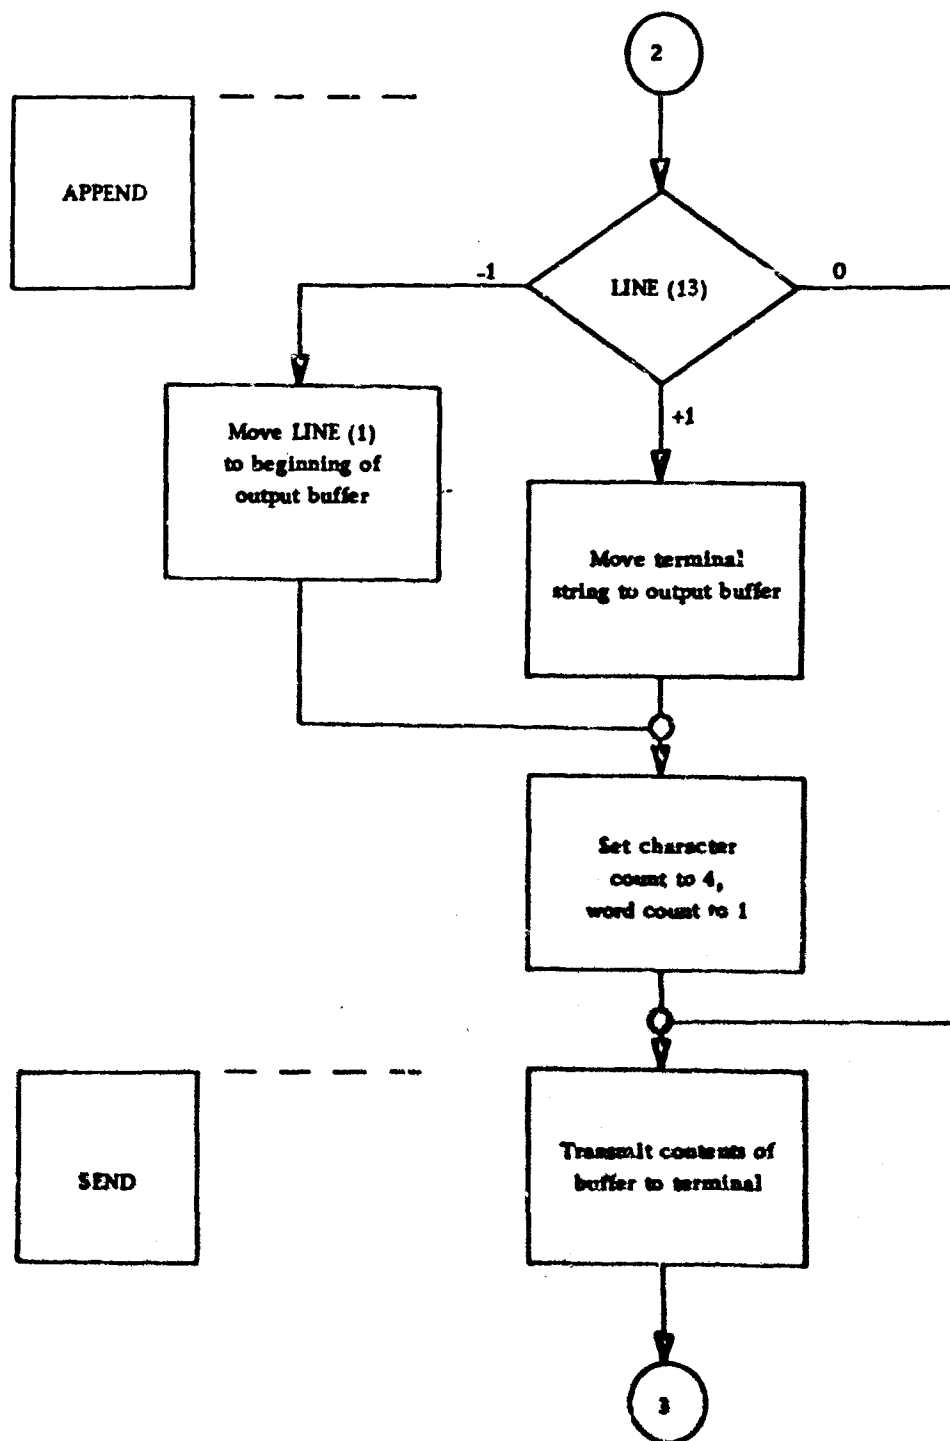 2
APPEND
-1
LINE (13)
0
+1
Move LINE (1)
to beginning of
output buffer
Move terminal
string to output buffer
Set character
count to 4,
word count to 1
SEND
Transmit contents of
buffer to terminal
3